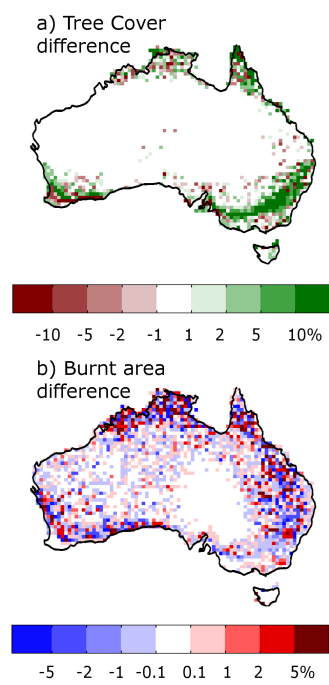 a) Tree Cover
difference
-10 -5 -2 -1 1 2 5 10%
b) Burnt area
difference
-5 -2 -1 -0.1 0.1 1 2 5%